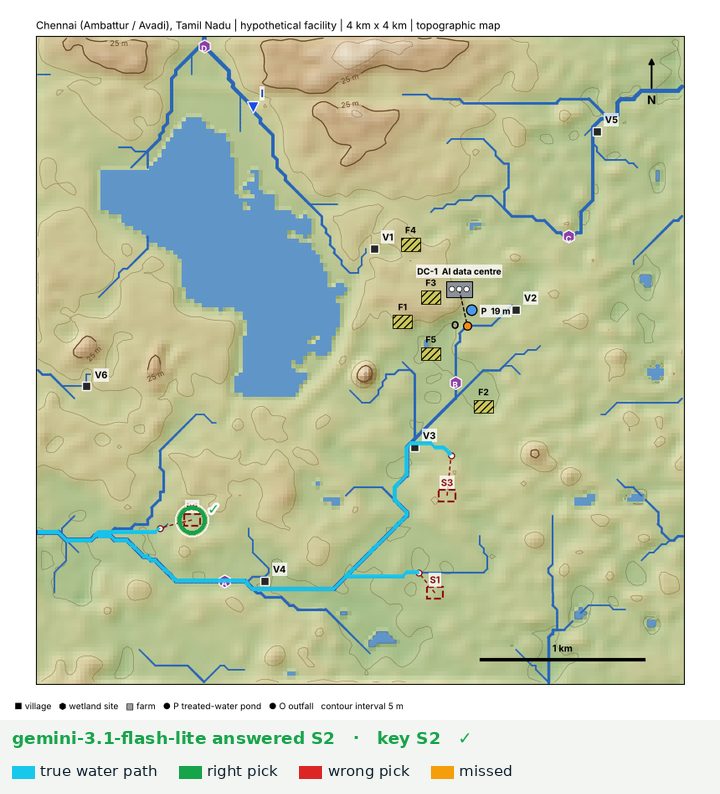 Chennai (Ambattur / Avadi), Tamil Nadu | hypothetical facility | 4 km x 4 km | topographic map
D
25 m
25 m
25 m
I
N
V5
C
V1
F4
DC-1 AI data centre
F3
V2
P 19 m
F1
O
F5
25 m
25 m
V6
B
F2
V3
S3
✓
V4
A
S1
1 km
■ village ⬢ wetland site ▨ farm ● P treated-water pond ● O outfall contour interval 5 m
gemini-3.1-flash-lite answered S2 · key S2 ✓
true water path right pick wrong pick missed